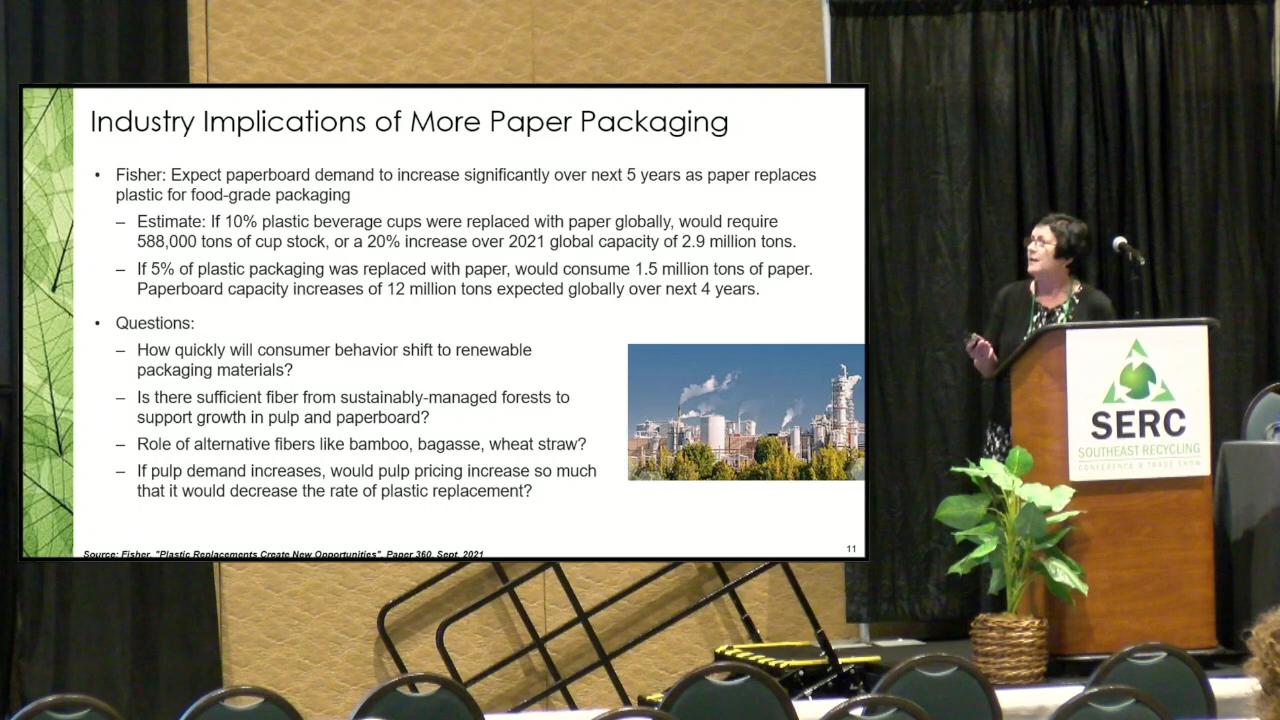 Industry Implications of More Paper Packaging
• Fisher: Expect paperboard demand to increase significantly over next 5 years as paper replaces
plastic for food-grade packaging
– Estimate: If 10% plastic beverage cups were replaced with paper globally, would require
588,000 tons of cup stock, or a 20% increase over 2021 global capacity of 2.9 million tons.
– If 5% of plastic packaging was replaced with paper, would consume 1.5 million tons of paper.
Paperboard capacity increases of 12 million tons expected globally over next 4 years.
• Questions:
– How quickly will consumer behavior shift to renewable
packaging materials?
– Is there sufficient fiber from sustainably-managed forests to
support growth in pulp and paperboard?
– Role of alternative fibers like bamboo, bagasse, wheat straw?
– If pulp demand increases, would pulp pricing increase so much
that it would decrease the rate of plastic replacement?
Source: Fisher, "Plastic Replacements Create New Opportunities", Paper 360, Sept. 2021
11
SERC
SOUTHEAST RECYCLING
CONFERENCE & TRADE SHOW